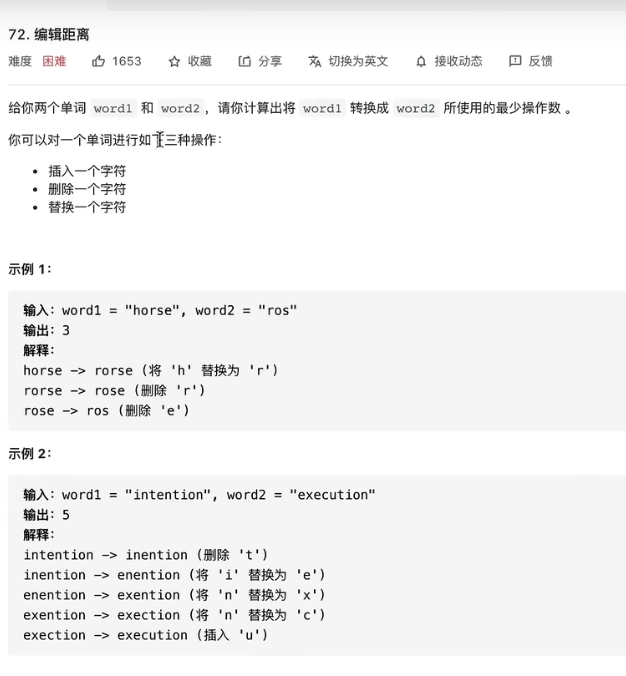 72. 编辑距离
难度 困难 1653 收藏 分享 切换为英文 接收动态 反馈
给你两个单词 word1 和 word2，请你计算出将 word1 转换成 word2 所使用的最少操作数 。
你可以对一个单词进行如下三种操作：
• 插入一个字符
• 删除一个字符
• 替换一个字符
示例 1：
输入：word1 = "horse", word2 = "ros"
输出：3
解释：
horse -> rorse (将 'h' 替换为 'r')
rorse -> rose (删除 'r')
rose -> ros (删除 'e')
示例 2：
输入：word1 = "intention", word2 = "execution"
输出：5
解释：
intention -> inention (删除 't')
inention -> enention (将 'i' 替换为 'e')
enention -> exention (将 'n' 替换为 'x')
exention -> exection (将 'n' 替换为 'c')
exection -> execution (插入 'u')